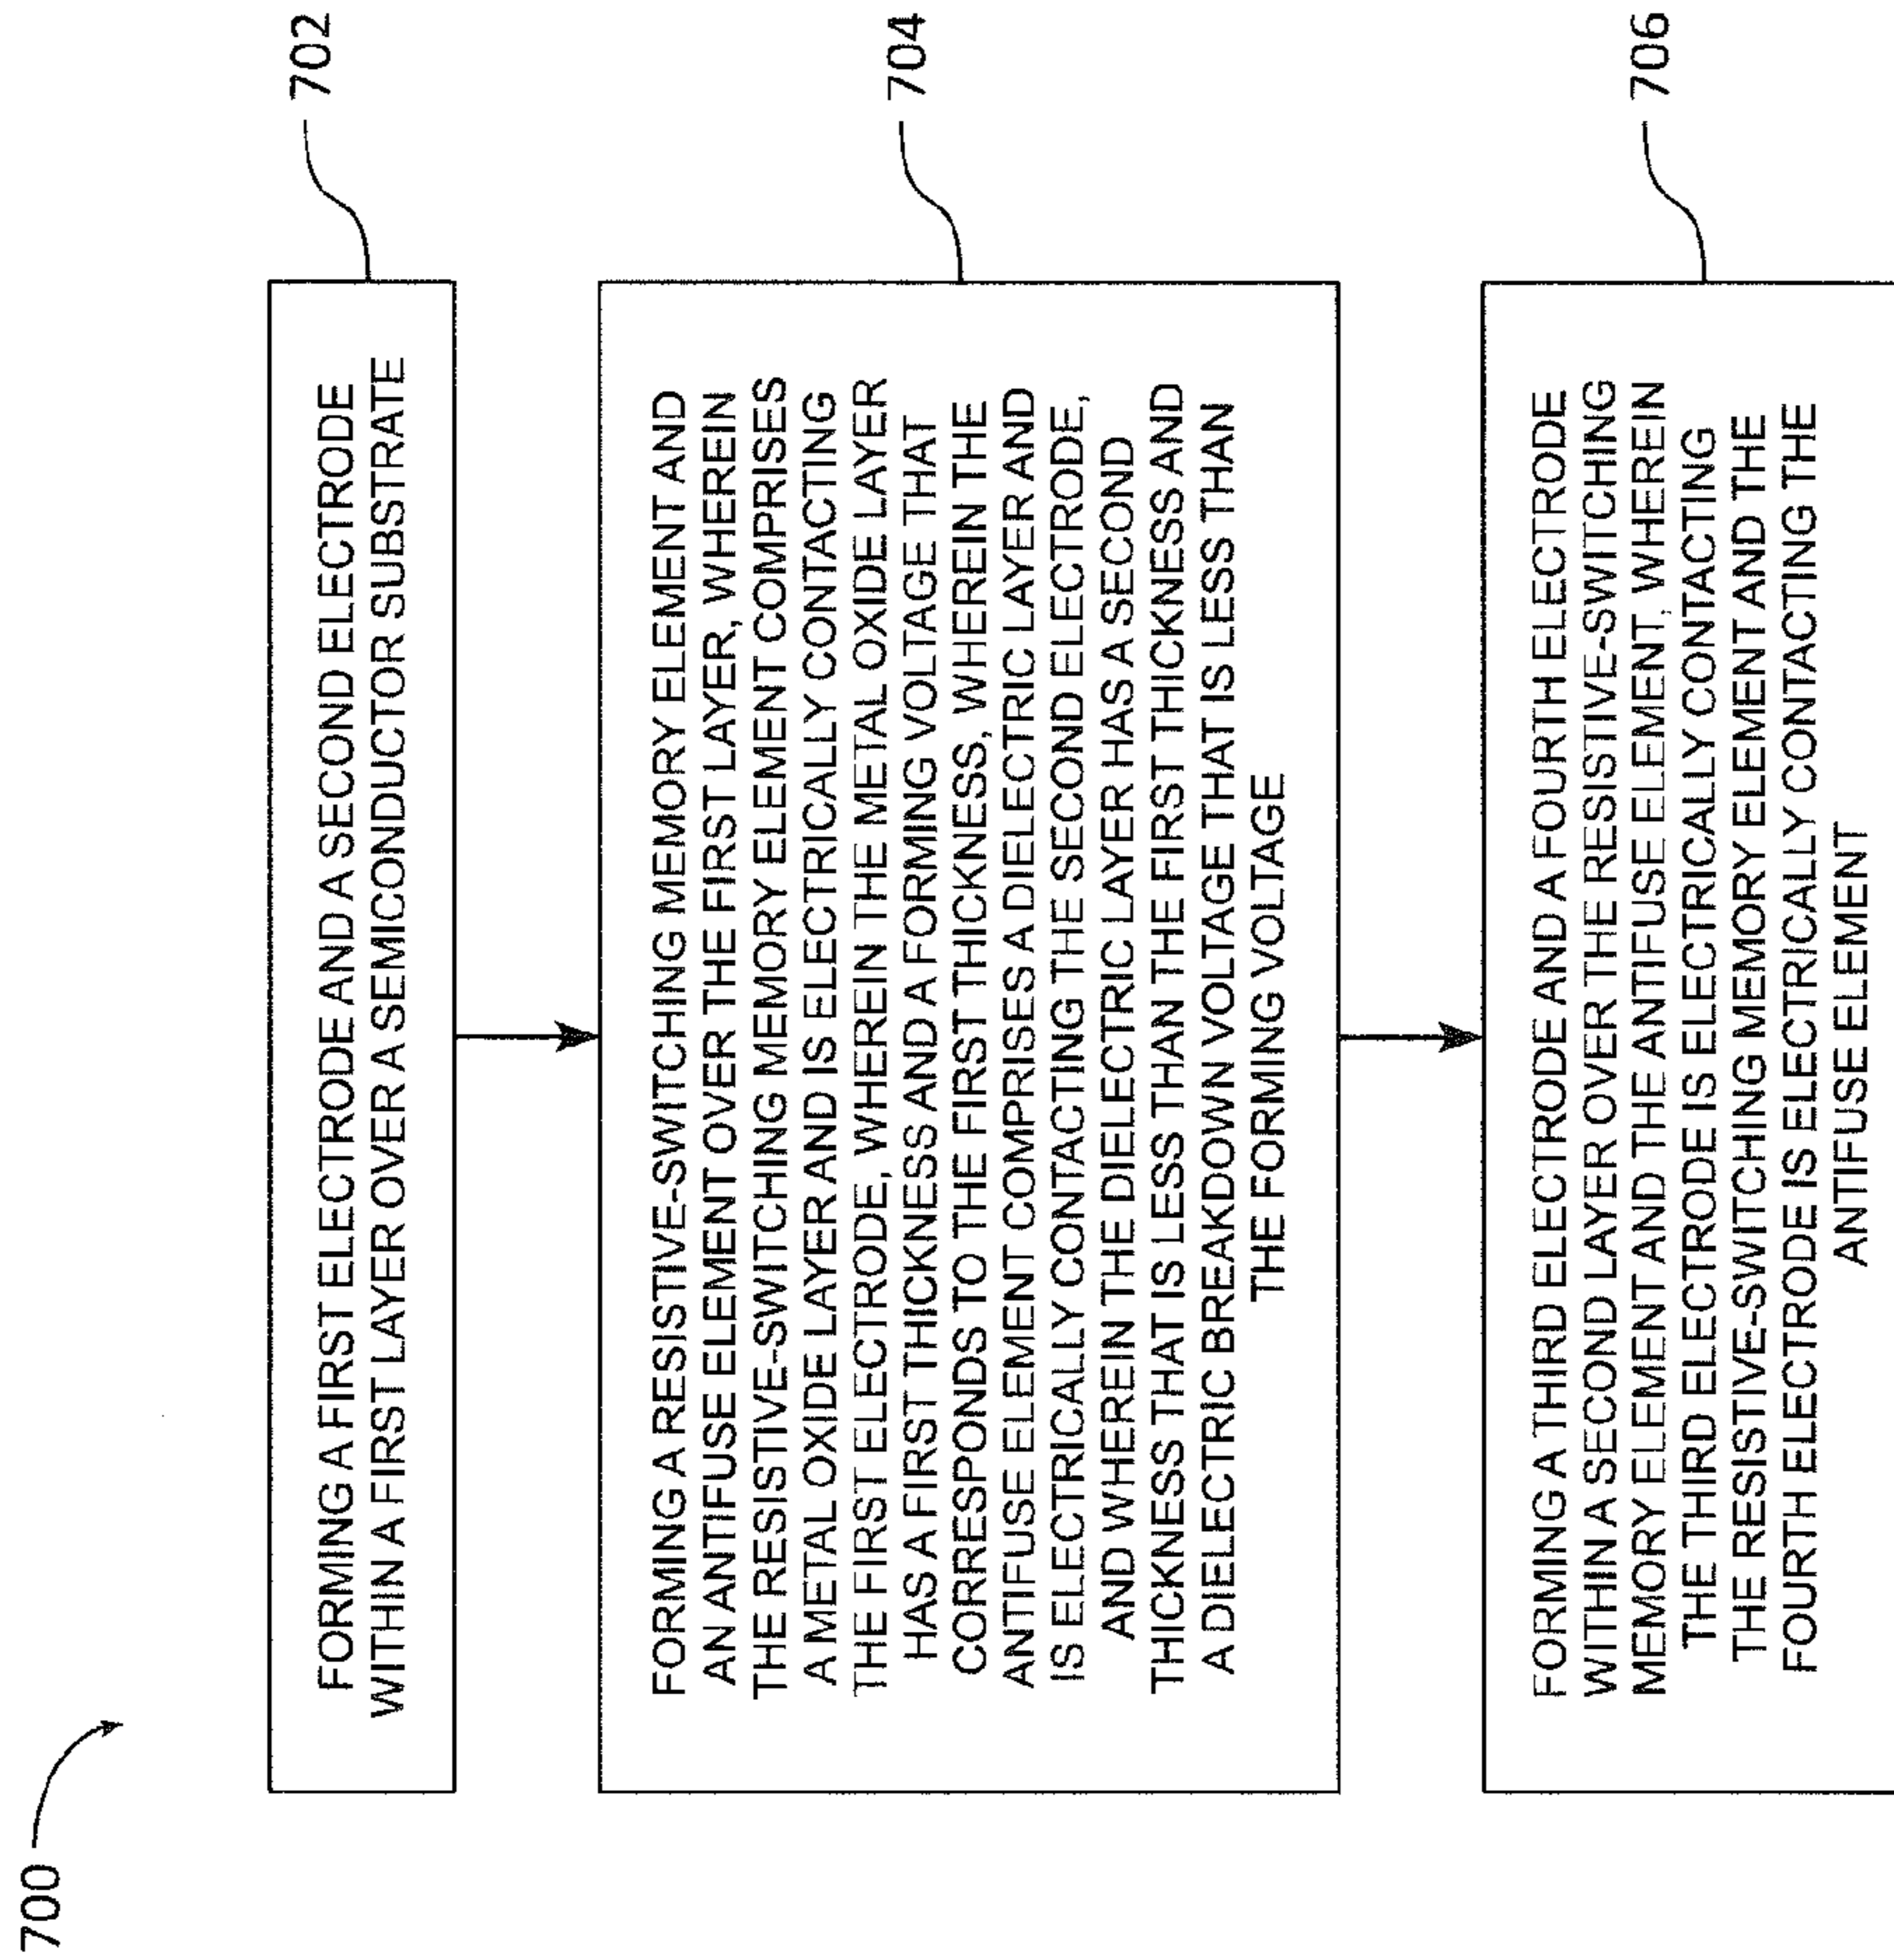 700
FORMING A FIRST ELECTRODE AND A SECOND ELECTRODE
WITHIN A FIRST LAYER OVER A SEMICONDUCTOR SUBSTRATE
702
FORMING A RESISTIVE-SWITCHING MEMORY ELEMENT AND
AN ANTIFUSE ELEMENT OVER THE FIRST LAYER, WHEREIN
THE RESISTIVE-SWITCHING MEMORY ELEMENT COMPRISES
A METAL OXIDE LAYER AND IS ELECTRICALLY CONTACTING
THE FIRST ELECTRODE, WHEREIN THE METAL OXIDE LAYER
HAS A FIRST THICKNESS AND A FORMING VOLTAGE THAT
CORRESPONDS TO THE FIRST THICKNESS, WHEREIN THE
ANTIFUSE ELEMENT COMPRISES A DIELECTRIC LAYER AND
IS ELECTRICALLY CONTACTING THE SECOND ELECTRODE,
AND WHEREIN THE DIELECTRIC LAYER HAS A SECOND
THICKNESS THAT IS LESS THAN THE FIRST THICKNESS AND
A DIELECTRIC BREAKDOWN VOLTAGE THAT IS LESS THAN
THE FORMING VOLTAGE
704
FORMING A THIRD ELECTRODE AND A FOURTH ELECTRODE
WITHIN A SECOND LAYER OVER THE RESISTIVE-SWITCHING
MEMORY ELEMENT AND THE ANTIFUSE ELEMENT, WHEREIN
THE THIRD ELECTRODE IS ELECTRICALLY CONTACTING
THE RESISTIVE-SWITCHING MEMORY ELEMENT AND THE
FOURTH ELECTRODE IS ELECTRICALLY CONTACTING THE
ANTIFUSE ELEMENT
706